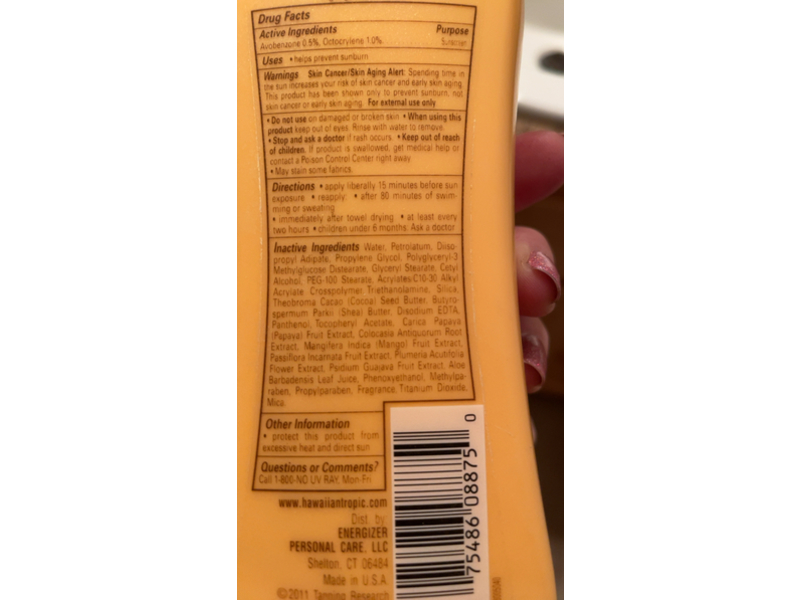 Drug Facts
Active Ingredients Purpose
Avobenzone 0.5%, Octocrylene 1.0% Sunscreen
Uses • helps prevent sunburn
Warnings Skin Cancer/Skin Aging Alert: Spending time in
the sun increases your risk of skin cancer and early skin aging.
This product has been shown only to prevent sunburn, not
skin cancer or early skin aging. For external use only
• Do not use on damaged or broken skin • When using this
product keep out of eyes. Rinse with water to remove.
• Stop and ask a doctor if rash occurs. • Keep out of reach
of children. If product is swallowed, get medical help or
contact a Poison Control Center right away.
• May stain some fabrics.
Directions • apply liberally 15 minutes before sun
exposure • reapply: • after 80 minutes of swim-
ming or sweating
• immediately after towel drying • at least every
two hours • children under 6 months: Ask a doctor
Inactive Ingredients Water, Petrolatum, Diiso-
propyl Adipate, Propylene Glycol, Polyglyceryl-3
Methylglucose Distearate, Glyceryl Stearate, Cetyl
Alcohol, PEG-100 Stearate, Acrylates/C10-30 Alkyl
Acrylate Crosspolymer, Triethanolamine, Silica,
Theobroma Cacao (Cocoa) Seed Butter, Butyro-
spermum Parkii (Shea) Butter, Disodium EDTA,
Panthenol, Tocopheryl Acetate, Carica Papaya
(Papaya) Fruit Extract, Colocasia Antiquorum Root
Extract, Mangifera Indica (Mango) Fruit Extract,
Passiflora Incarnata Fruit Extract, Plumeria Acutifolia
Flower Extract, Psidium Guajava Fruit Extract, Aloe
Barbadensis Leaf Juice, Phenoxyethanol, Methylpa-
raben, Propylparaben, Fragrance, Titanium Dioxide,
Mica.
Other Information
• protect this product from
excessive heat and direct sun
Questions or Comments?
Call 1-800-NO UV RAY, Mon-Fri
www.hawaiiantropic.com
Dist. by:
ENERGIZER
PERSONAL CARE, LLC
Shelton, CT 06484
Made in U.S.A.
©2011 Tanning Research
75486 08875 0